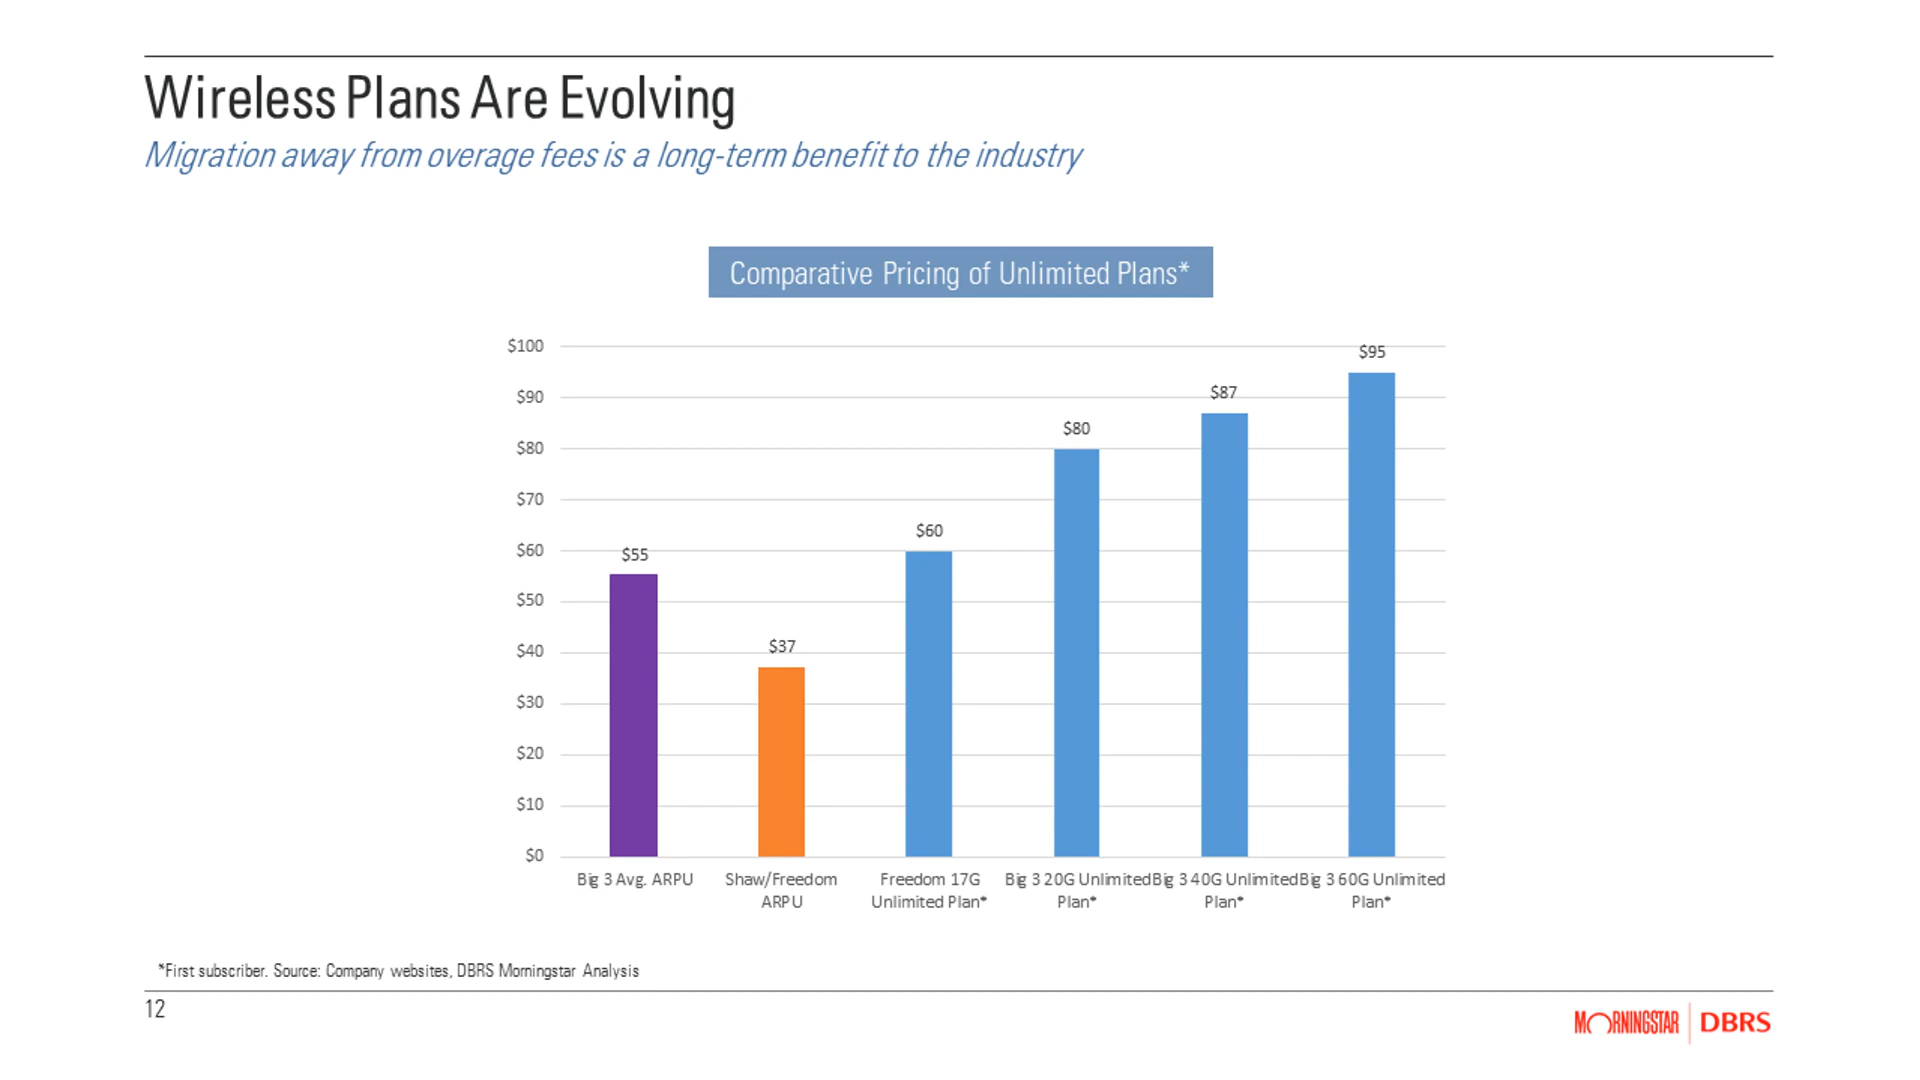 Wireless Plans Are Evolving
Migration away from overage fees is a long-term benefit to the industry
Comparative Pricing of Unlimited Plans*
$100
$90
$80
$70
$60
$50
$40
$30
$20
$10
$0
$55
$37
$60
$80
$87
$95
Big 3 Avg. ARPU
Shaw/Freedom
ARPU
Freedom 17G
Unlimited Plan*
Big 3 20G Unlimited
Plan*
Big 3 40G Unlimited
Plan*
Big 3 60G Unlimited
Plan*
*First subscriber. Source: Company websites, DBRS Morningstar Analysis
12
MORNINGSTAR | DBRS